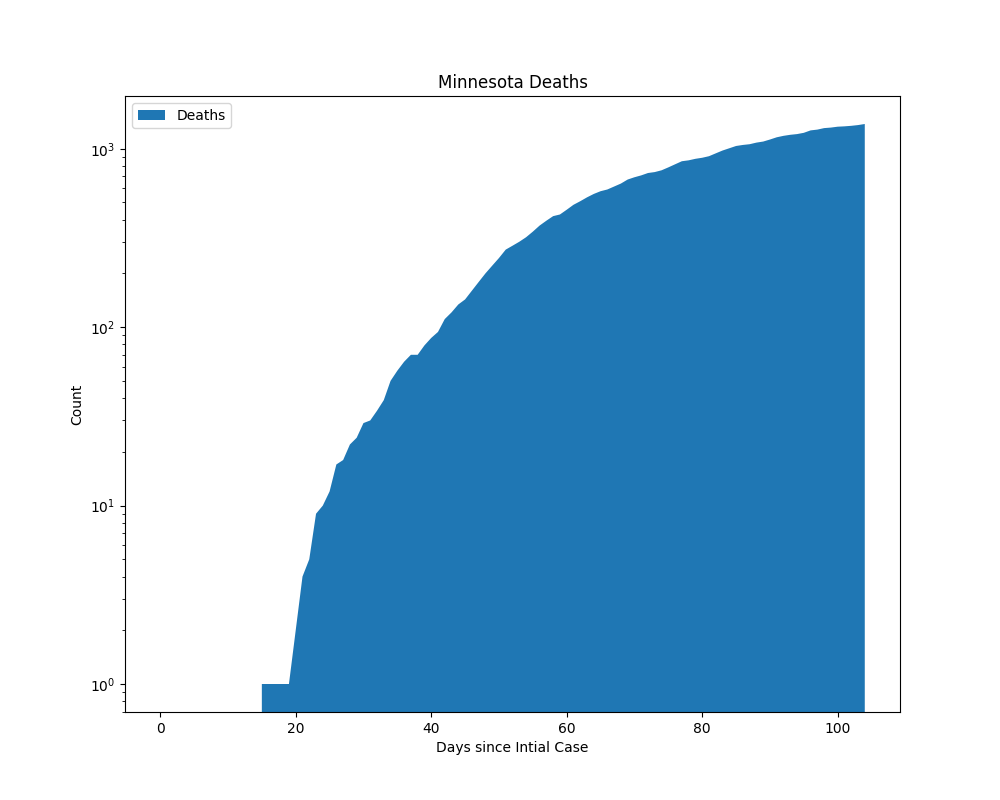 Minnesota Deaths
Deaths
10³
10²
10¹
10⁰
Count
0 20 40 60 80 100
Days since Intial Case